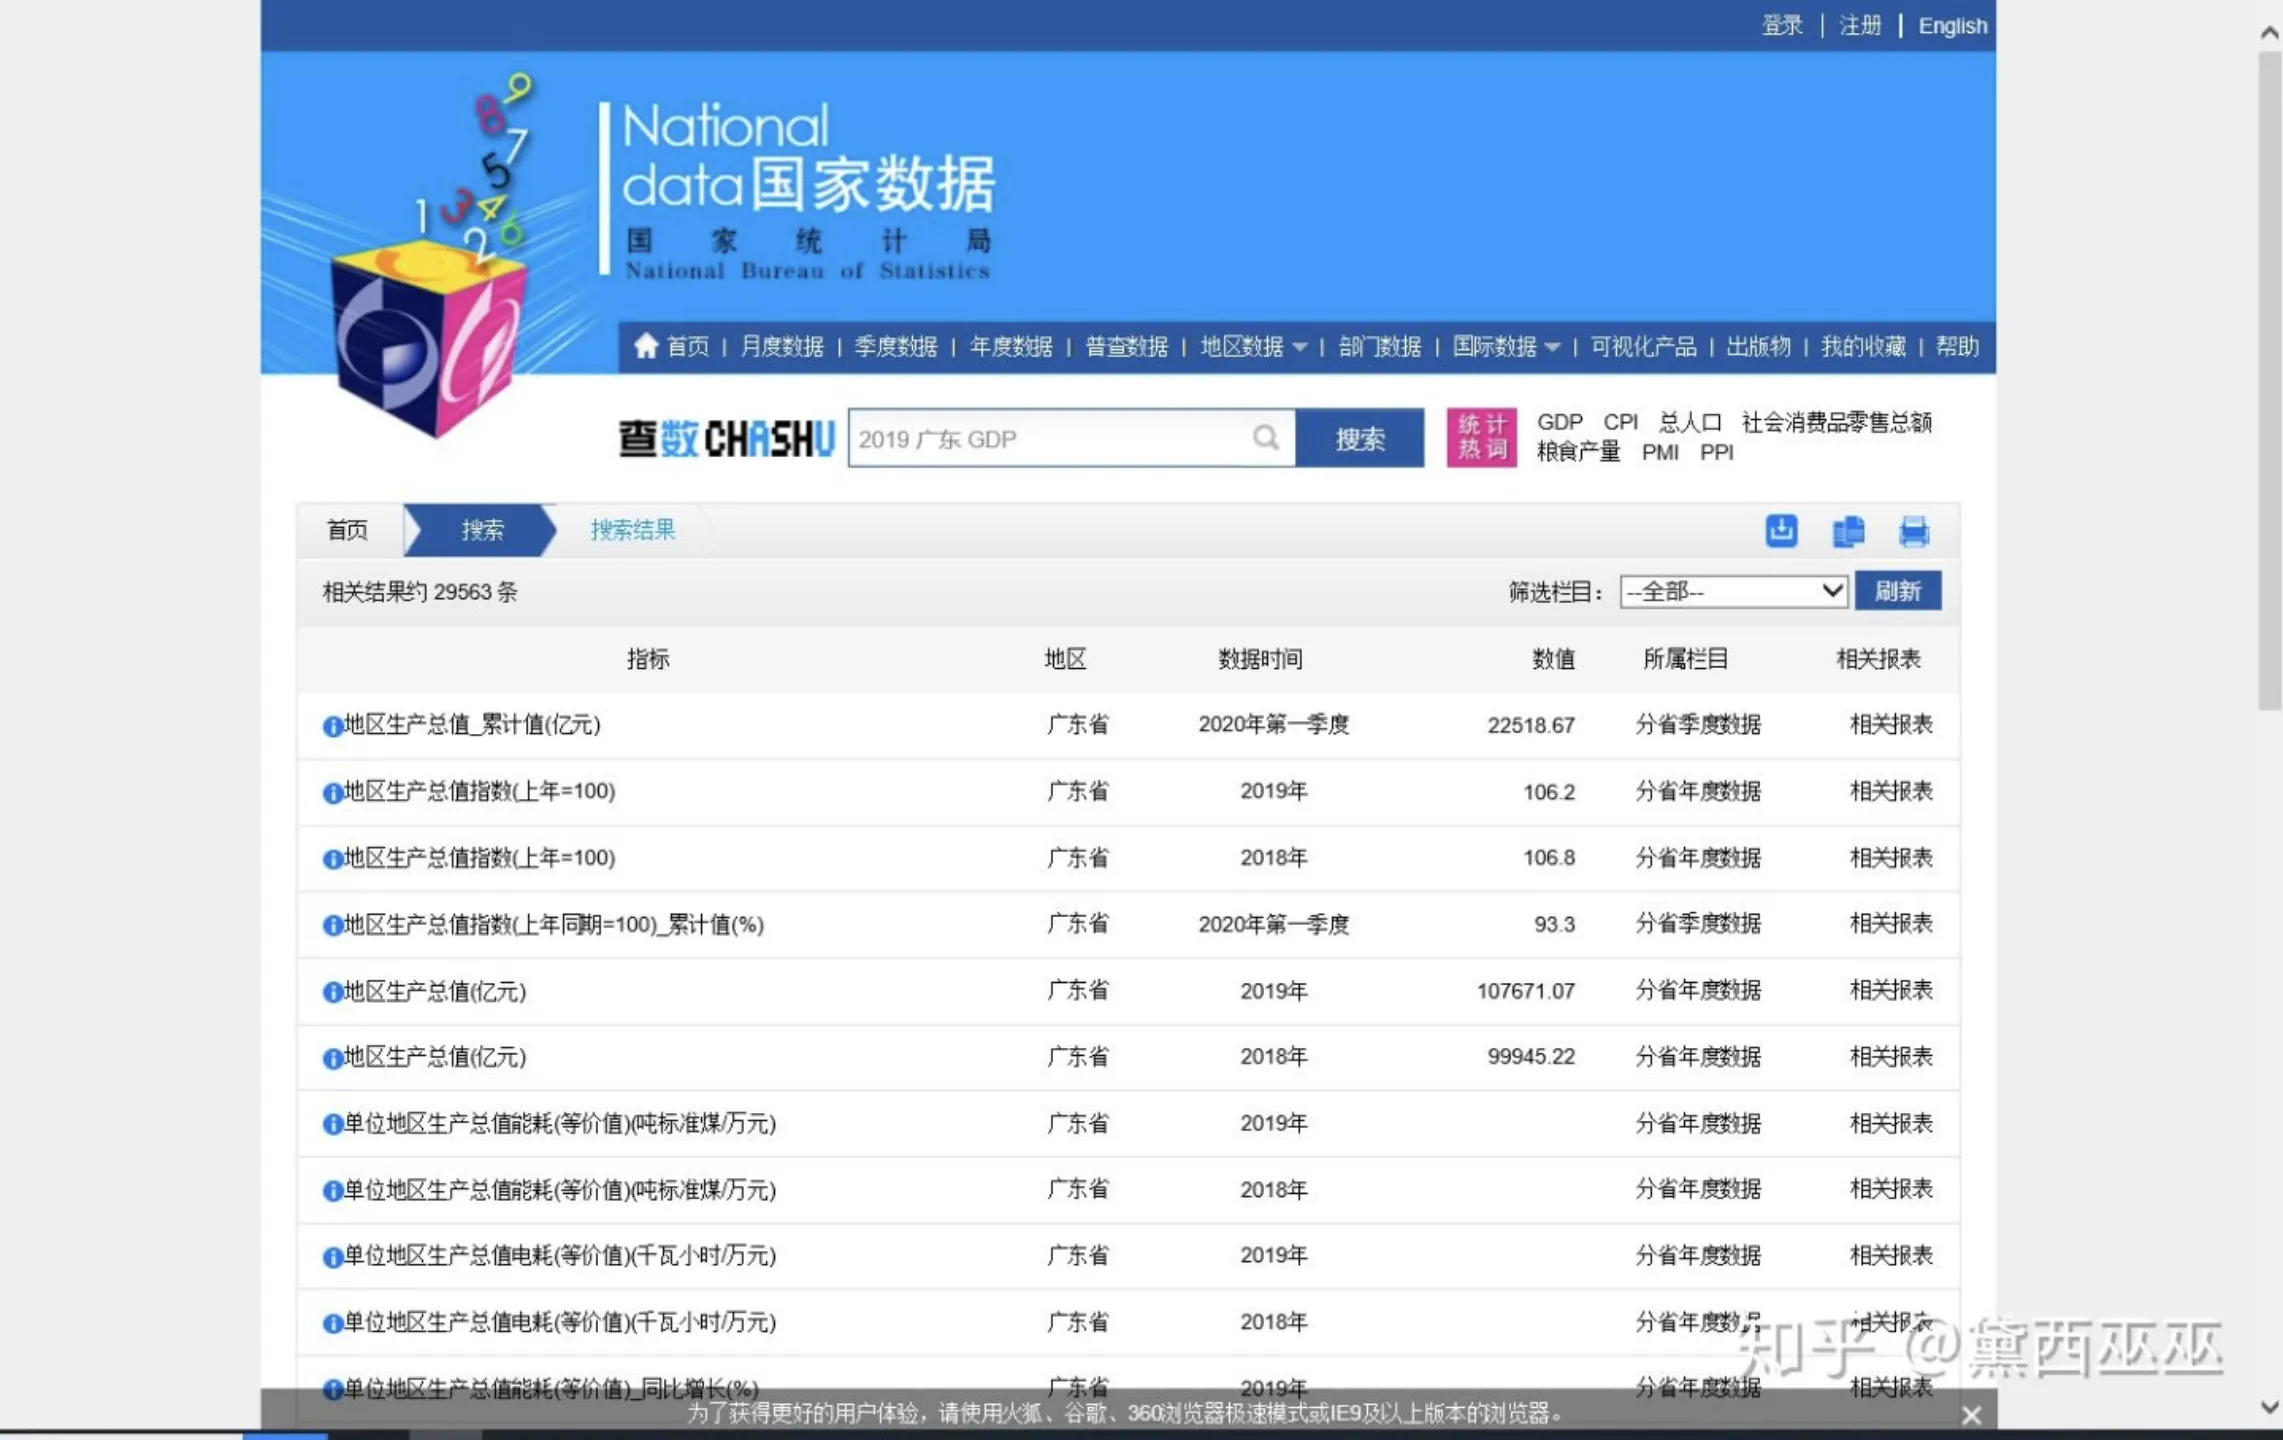 登录 | 注册 | English
9
8
7
5
1 3 4
2 6
National
data国家数据
国家统计局
National Bureau of Statistics
首页 | 月度数据 | 季度数据 | 年度数据 | 普查数据 | 地区数据 | 部门数据 | 国际数据 | 可视化产品 | 出版物 | 我的收藏 | 帮助
查数 CHASHU 2019 广东 GDP 搜索
统计热词
GDP CPI 总人口 社会消费品零售总额
粮食产量 PMI PPI
首页 搜索 搜索结果
相关结果约 29563 条 筛选栏目： --全部-- 刷新
指标 地区 数据时间 数值 所属栏目 相关报表
地区生产总值_累计值(亿元) 广东省 2020年第一季度 22518.67 分省季度数据 相关报表
地区生产总值指数(上年=100) 广东省 2019年 106.2 分省年度数据 相关报表
地区生产总值指数(上年=100) 广东省 2018年 106.8 分省年度数据 相关报表
地区生产总值指数(上年同期=100)_累计值(%) 广东省 2020年第一季度 93.3 分省季度数据 相关报表
地区生产总值(亿元) 广东省 2019年 107671.07 分省年度数据 相关报表
地区生产总值(亿元) 广东省 2018年 99945.22 分省年度数据 相关报表
单位地区生产总值能耗(等价值)(吨标准煤/万元) 广东省 2019年 分省年度数据 相关报表
单位地区生产总值能耗(等价值)(吨标准煤/万元) 广东省 2018年 分省年度数据 相关报表
单位地区生产总值电耗(等价值)(千瓦小时/万元) 广东省 2019年 分省年度数据 相关报表
单位地区生产总值电耗(等价值)(千瓦小时/万元) 广东省 2018年 分省年度数据 相关报表
知乎 @黛西巫巫
单位地区生产总值能耗(等价值)_同比增长(%) 广东省 2019年 分省年度数据 相关报表
为了获得更好的用户体验，请使用火狐、谷歌、360浏览器极速模式或IE9及以上版本的浏览器。